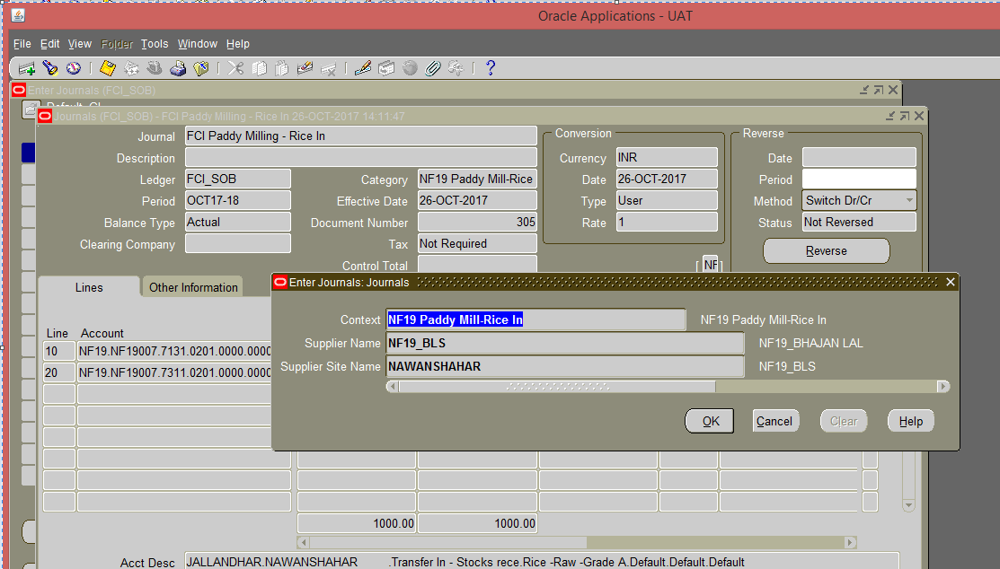 Oracle Applications - UAT
File Edit View Folder Tools Window Help
Enter Journals (FCI_SOB)
Journals (FCI_SOB) - FCI Paddy Milling - Rice In 26-OCT-2017 14:11:47
Journal FCI Paddy Milling - Rice In
Description
Ledger FCI_SOB Category NF19 Paddy Mill-Rice
Period OCT17-18 Effective Date 26-OCT-2017
Balance Type Actual Document Number 305
Clearing Company Tax Not Required
Control Total
Conversion
Currency INR
Date 26-OCT-2017
Type User
Rate 1
Reverse
Date
Period
Method Switch Dr/Cr
Status Not Reversed
Reverse
[ NF ]
Lines Other Information
Line Account
10 NF19.NF19007.7131.0201.0000.0000
20 NF19.NF19007.7311.0201.0000.0000
Enter Journals: Journals
Context NF19 Paddy Mill-Rice In NF19 Paddy Mill-Rice In
Supplier Name NF19_BLS NF19_BHAJAN LAL
Supplier Site Name NAWANSHAHAR NF19_BLS
OK Cancel Clear Help
1000.00 1000.00
Acct Desc JALLANDHAR.NAWANSHAHAR .Transfer In - Stocks rece.Rice -Raw -Grade A.Default.Default.Default